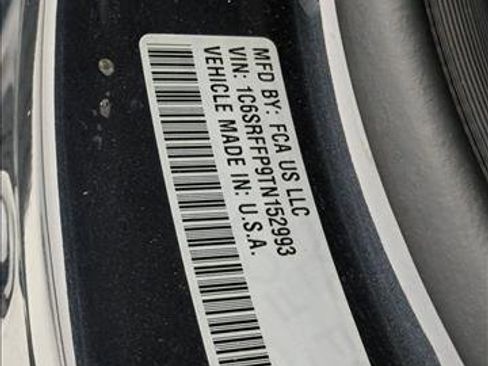 MFD BY: FCA US LLC
VIN: 1C6SRFFP9TN152993
VEHICLE MADE IN: U.S.A.